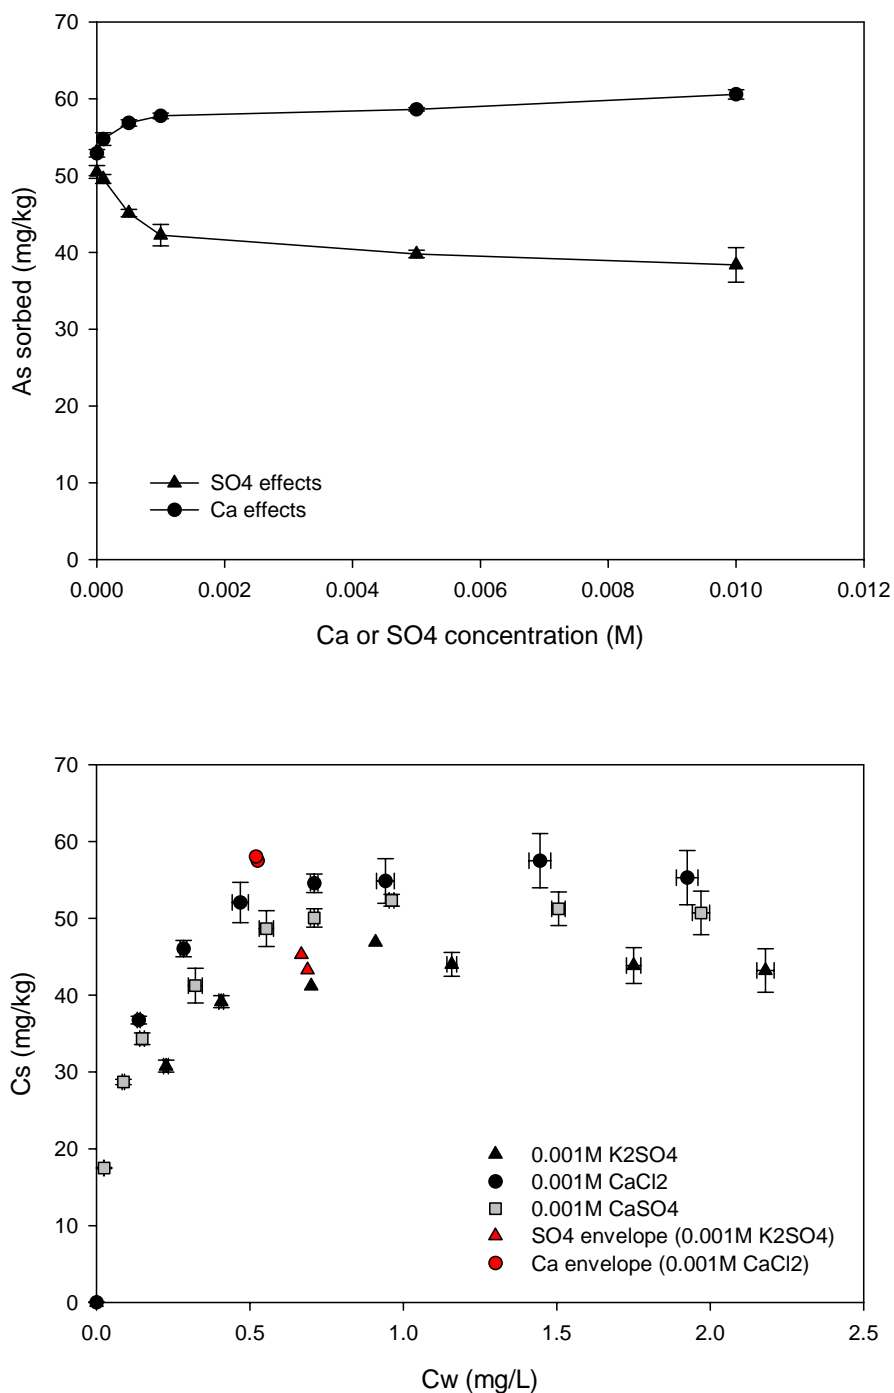 70
60
50
40
30
20
10
0
As sorbed (mg/kg)
SO4 effects
Ca effects
0.000 0.002 0.004 0.006 0.008 0.010 0.012
Ca or SO4 concentration (M)
70
60
50
40
30
20
10
0
Cs (mg/kg)
0.001M K2SO4
0.001M CaCl2
0.001M CaSO4
SO4 envelope (0.001M K2SO4)
Ca envelope (0.001M CaCl2)
0.0 0.5 1.0 1.5 2.0 2.5
Cw (mg/L)